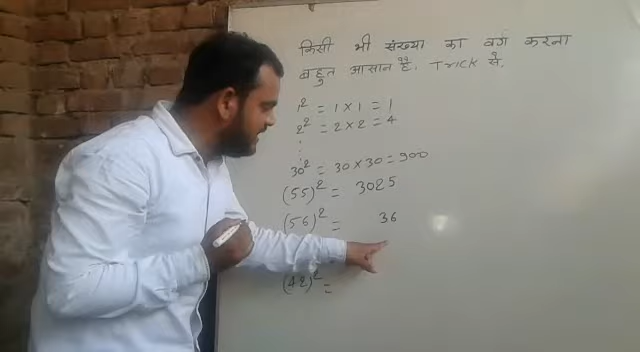 किसी भी संख्या का वर्ग करना
बहुत आसान है. Trick से.
1² = 1 × 1 = 1
2² = 2 × 2 = 4
⋮
30² = 30 × 30 = 900
(55)² = 3025
(56)² = 36
(42)² =